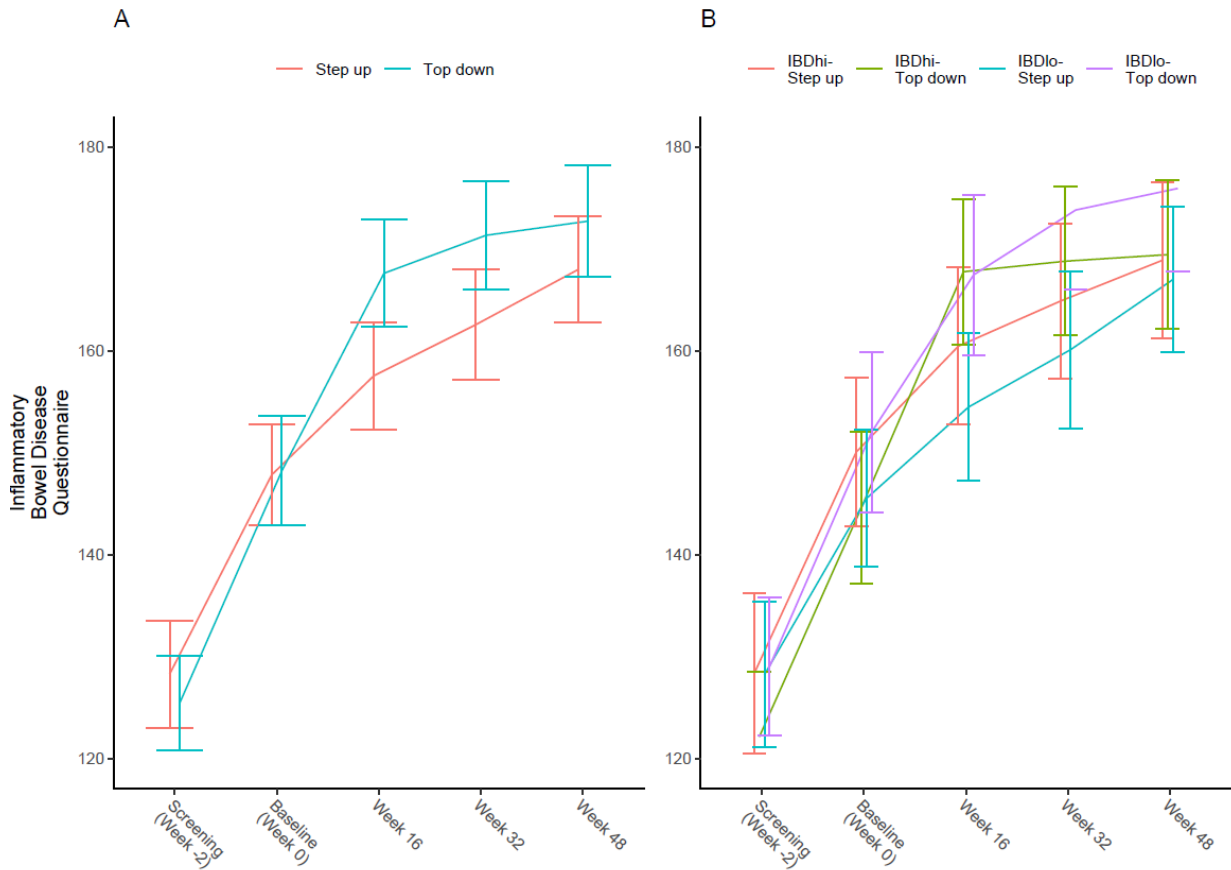 A
Step up
Top down
Inflammatory
Bowel Disease
Questionnaire
180
160
140
120
Screening
(Week -2)
Baseline
(Week 0)
Week 16
Week 32
Week 48
B
IBDhi-
Step up
IBDhi-
Top down
IBDlo-
Step up
IBDlo-
Top down
180
160
140
120
Screening
(Week -2)
Baseline
(Week 0)
Week 16
Week 32
Week 48